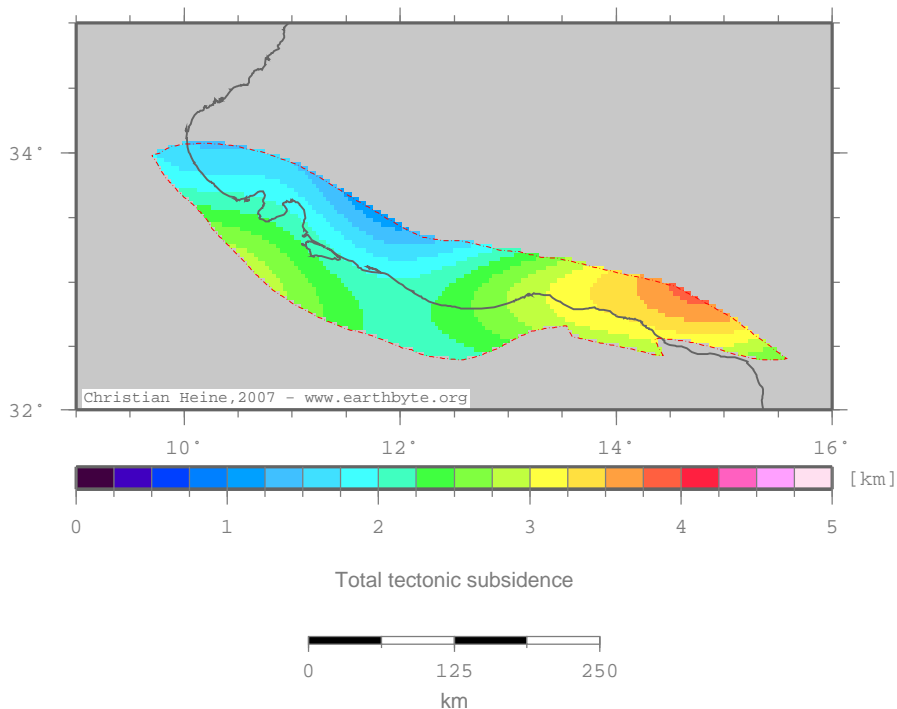 34°
32°
Christian Heine,2007 - www.earthbyte.org
10° 12° 14° 16°
[km]
0 1 2 3 4 5
Total tectonic subsidence
0 125 250
km